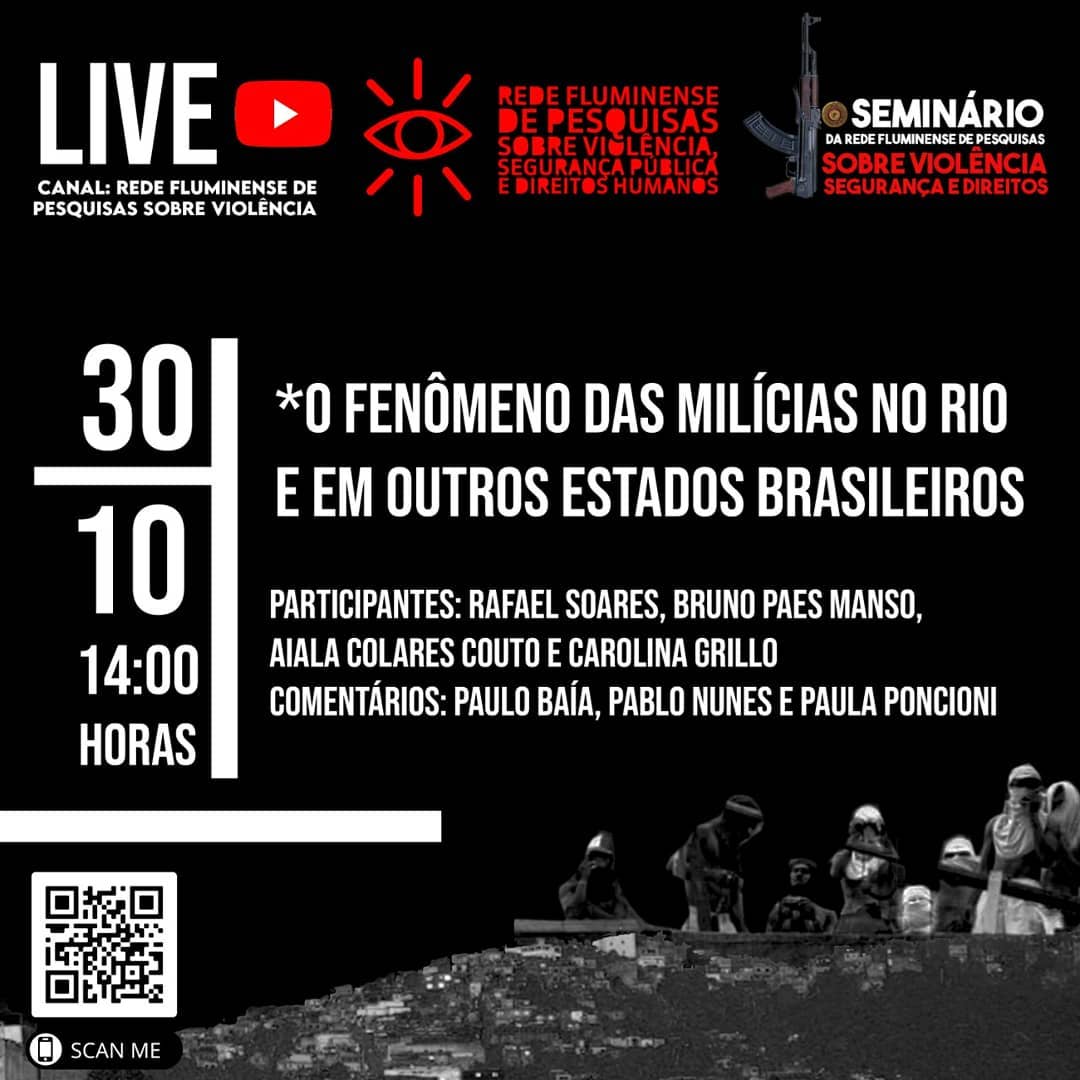 LIVE
CANAL: REDE FLUMINENSE DE
PESQUISAS SOBRE VIOLÊNCIA
REDE FLUMINENSE
DE PESQUISAS
SOBRE VIOLÊNCIA,
SEGURANÇA PÚBLICA
E DIREITOS HUMANOS
SEMINÁRIO
DA REDE FLUMINENSE DE PESQUISAS
SOBRE VIOLÊNCIA
SEGURANÇA E DIREITOS
30
10
14:00
HORAS
*O FENÔMENO DAS MILÍCIAS NO RIO
E EM OUTROS ESTADOS BRASILEIROS
PARTICIPANTES: RAFAEL SOARES, BRUNO PAES MANSO,
AIALA COLARES COUTO E CAROLINA GRILLO
COMENTÁRIOS: PAULO BAÍA, PABLO NUNES E PAULA PONCIONI
SCAN ME